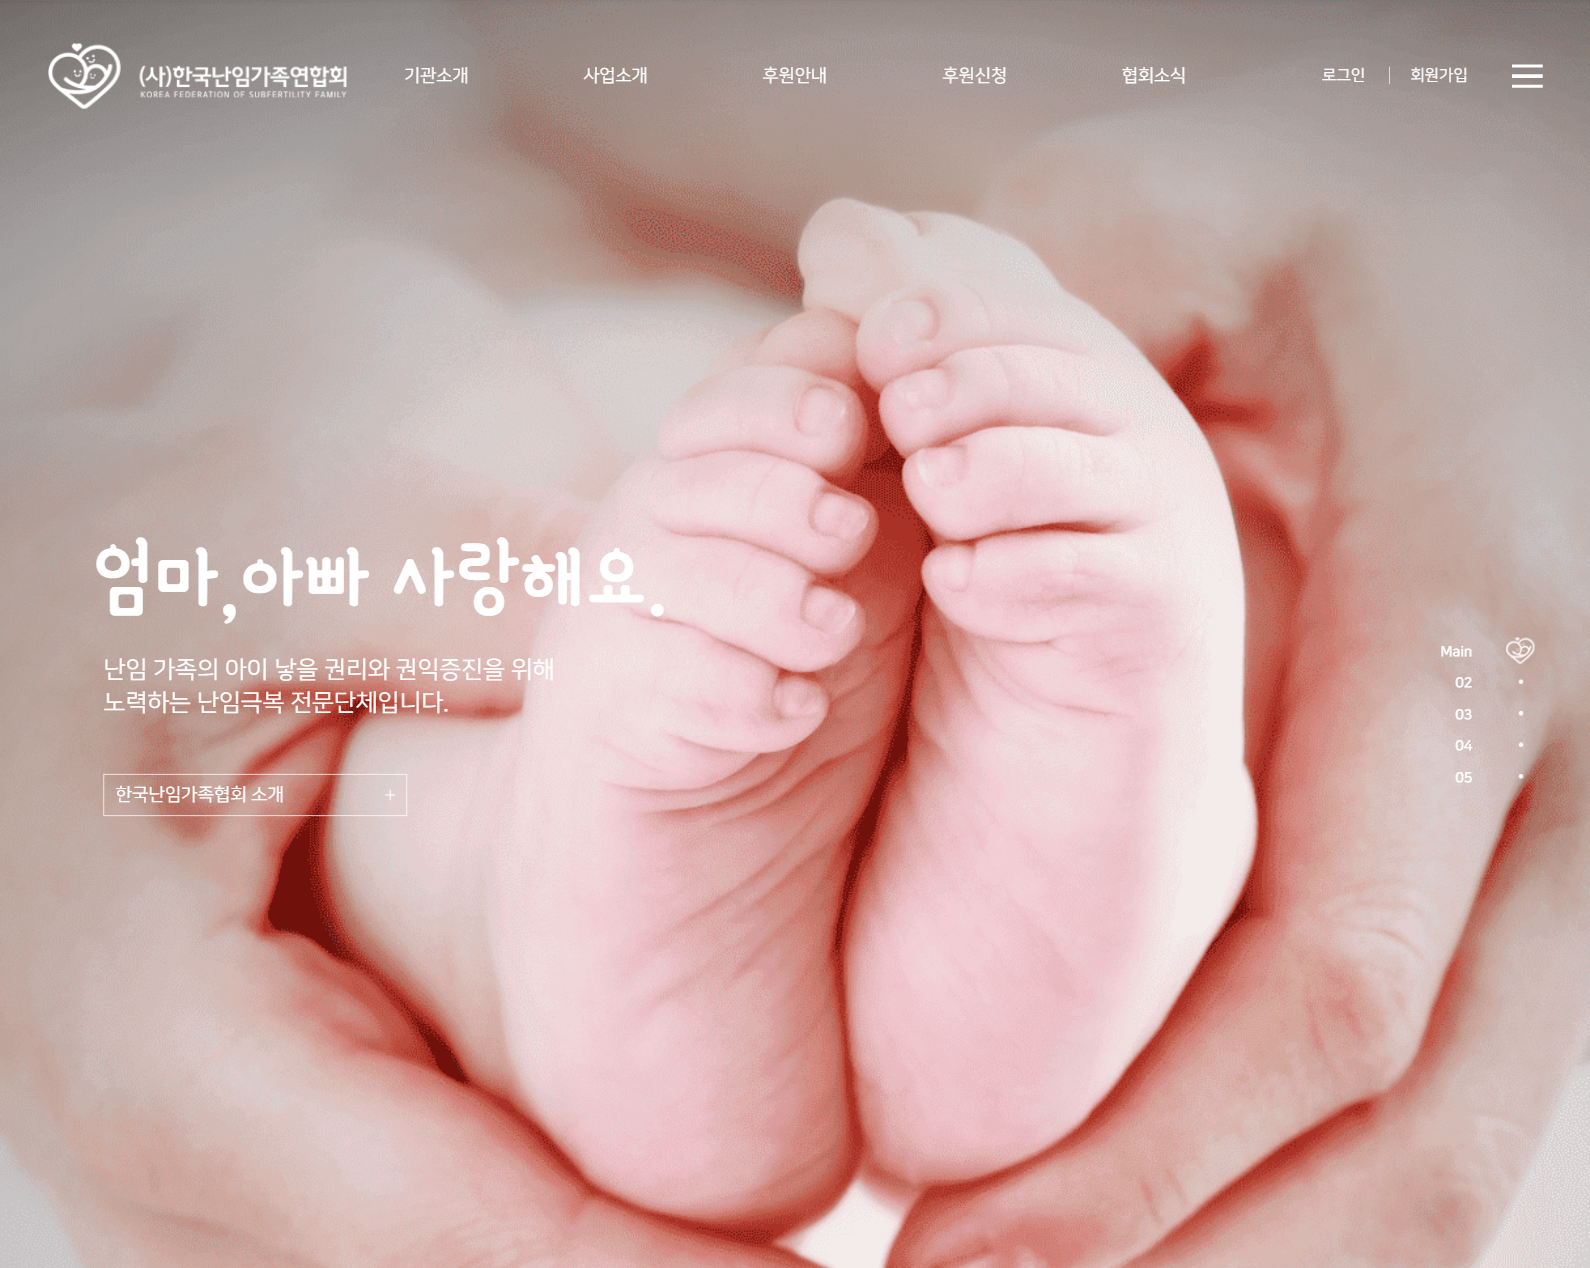 (사)한국난임가족연합회
KOREA FEDERATION OF SUBFERTILITY FAMILY
기관소개
사업소개
후원안내
후원신청
협회소식
로그인
회원가입
엄마,아빠 사랑해요.
난임 가족의 아이 낳을 권리와 권익증진을 위해
노력하는 난임극복 전문단체입니다.
한국난임가족협회 소개 +
Main
02
03
04
05